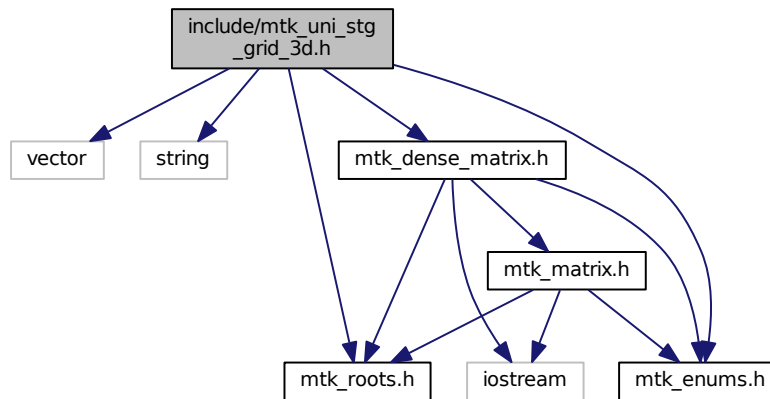 include/mtk_uni_stg
_grid_3d.h
vector
string
mtk_dense_matrix.h
mtk_matrix.h
mtk_roots.h
iostream
mtk_enums.h